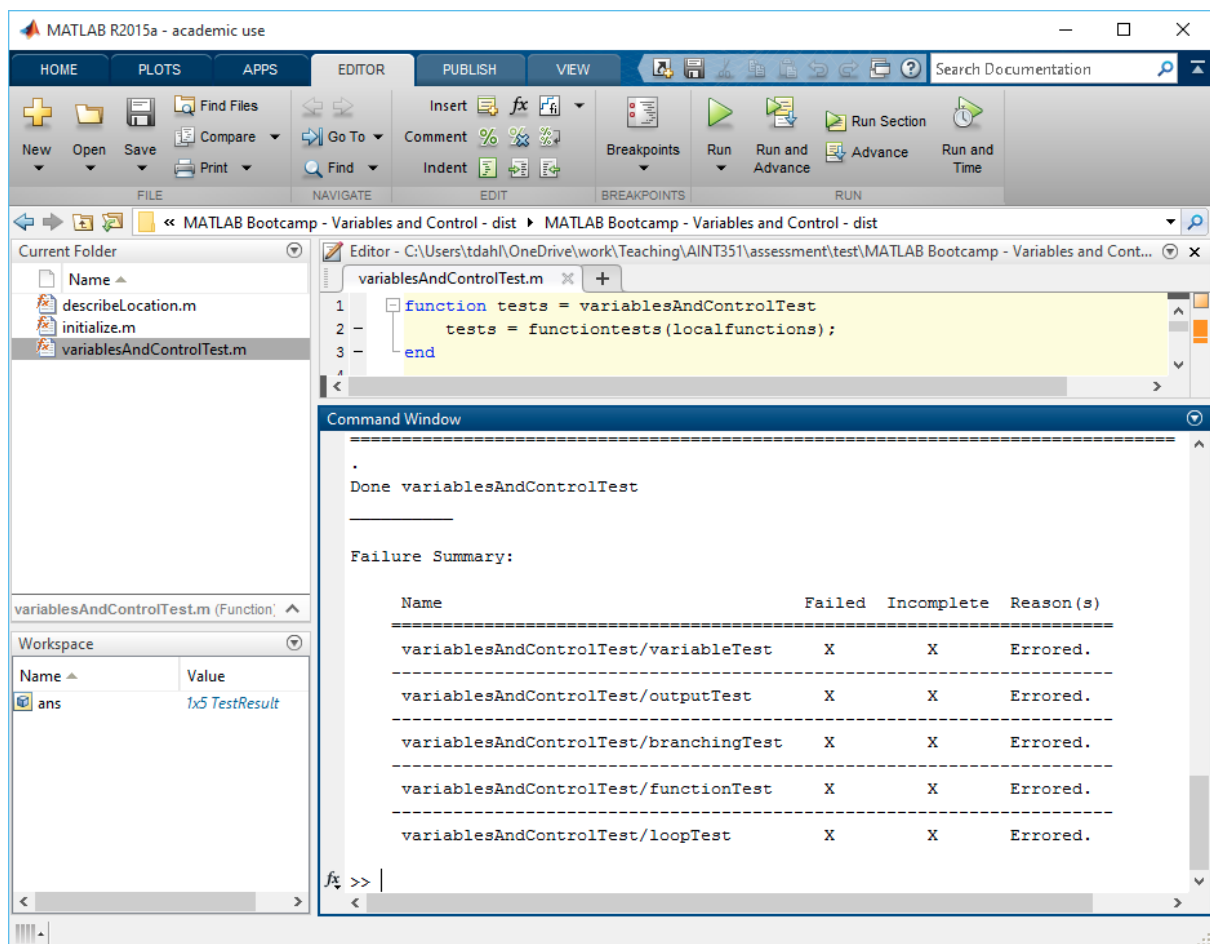 MATLAB R2015a - academic use
HOME PLOTS APPS EDITOR PUBLISH VIEW Search Documentation
New Open Save Find Files Compare Print
FILE
Go To Find
NAVIGATE
Insert fx
Comment %
Indent
EDIT
Breakpoints
BREAKPOINTS
Run Run and Advance Run Section Advance Run and Time
RUN
« MATLAB Bootcamp - Variables and Control - dist MATLAB Bootcamp - Variables and Control - dist
Current Folder
Name
describeLocation.m
initialize.m
variablesAndControlTest.m
variablesAndControlTest.m (Function)
Workspace
Name Value
ans 1x5 TestResult
Editor - C:\Users\tdahl\OneDrive\work\Teaching\AINT351\assessment\test\MATLAB Bootcamp - Variables and Cont...
variablesAndControlTest.m +
1 function tests = variablesAndControlTest
2 - tests = functiontests(localfunctions);
3 - end
4
Command Window
================================================================================
.
Done variablesAndControlTest
__________
Failure Summary:
Name Failed Incomplete Reason(s)
======================================================================
variablesAndControlTest/variableTest X X Errored.
----------------------------------------------------------------------
variablesAndControlTest/outputTest X X Errored.
----------------------------------------------------------------------
variablesAndControlTest/branchingTest X X Errored.
----------------------------------------------------------------------
variablesAndControlTest/functionTest X X Errored.
----------------------------------------------------------------------
variablesAndControlTest/loopTest X X Errored.
fx >>